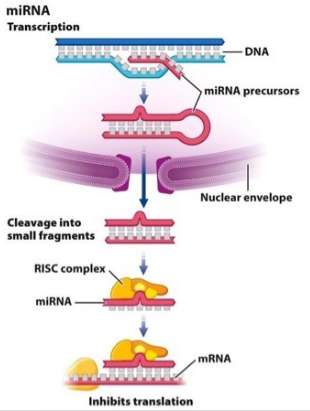 miRNA
Transcription
DNA
miRNA precursors
Nuclear envelope
Cleavage into
small fragments
RISC complex
miRNA
mRNA
Inhibits translation